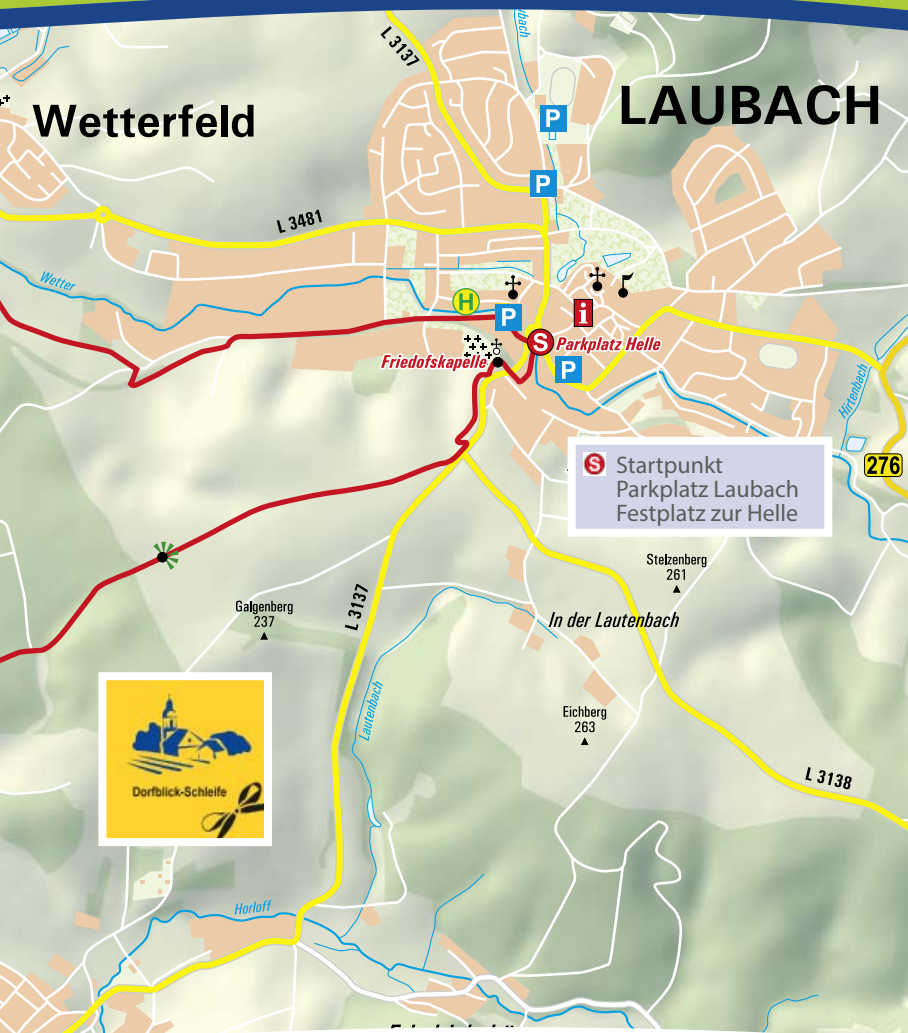 ubach
L 3137
Wetterfeld
LAUBACH
P
P
L 3481
Wetter
H
P
i
S Parkplatz Helle
Friedofskapelle
P
Hirtenbach
276
S Startpunkt
Parkplatz Laubach
Festplatz zur Helle
Stelzenberg
261
Galgenberg
237
L 3137
In der Lautenbach
Lautenbach
Eichberg
263
Dorfblick-Schleife
L 3138
Horloff